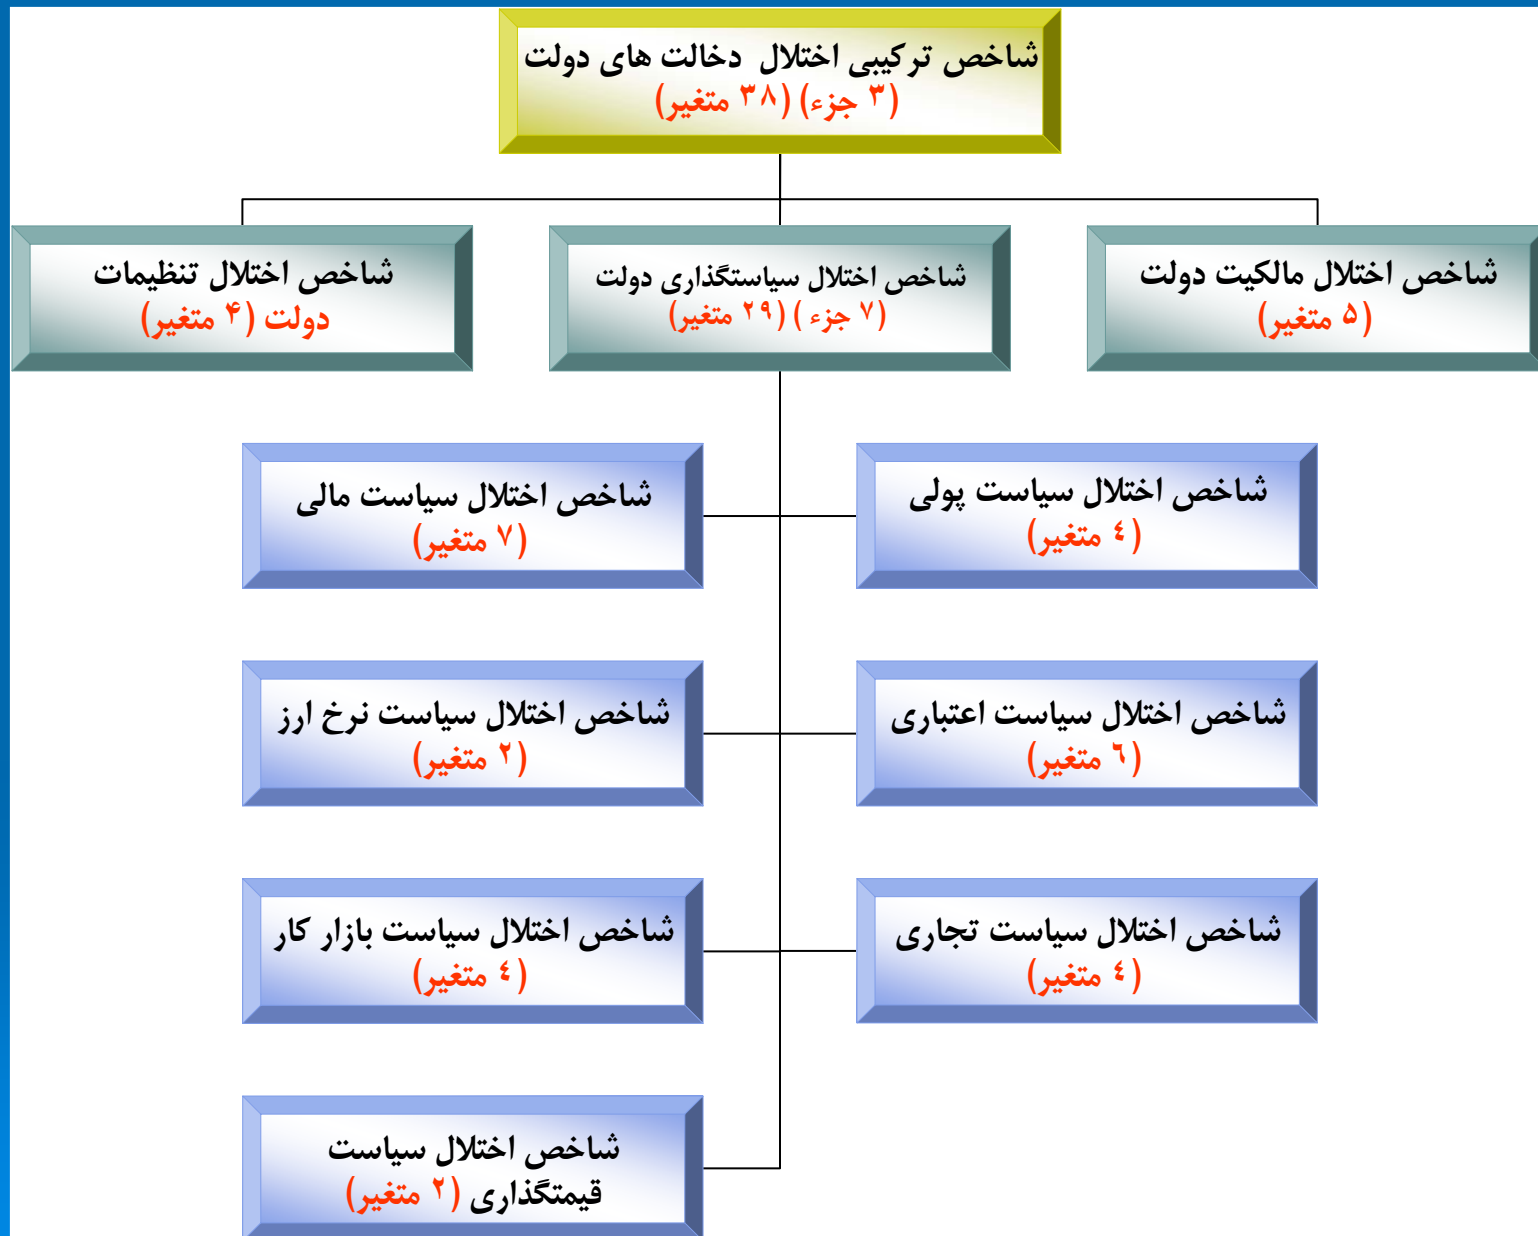 شاخص ترکیبی اختلال دخالت های دولت
(۳ جزء) (۳۸ متغیر)
شاخص اختلال مالکیت دولت
(۵ متغیر)
شاخص اختلال سیاستگذاری دولت
(۷ جزء ) (۲۹ متغیر)
شاخص اختلال تنظیمات
دولت (۴ متغیر)
شاخص اختلال سیاست پولی
(٤ متغیر)
شاخص اختلال سیاست مالی
(۷ متغیر)
شاخص اختلال سیاست اعتباری
(٦ متغیر)
شاخص اختلال سیاست نرخ ارز
(۲ متغیر)
شاخص اختلال سیاست تجاری
(٤ متغیر)
شاخص اختلال سیاست بازار کار
(٤ متغیر)
شاخص اختلال سیاست
قیمتگذاری (۲ متغیر)